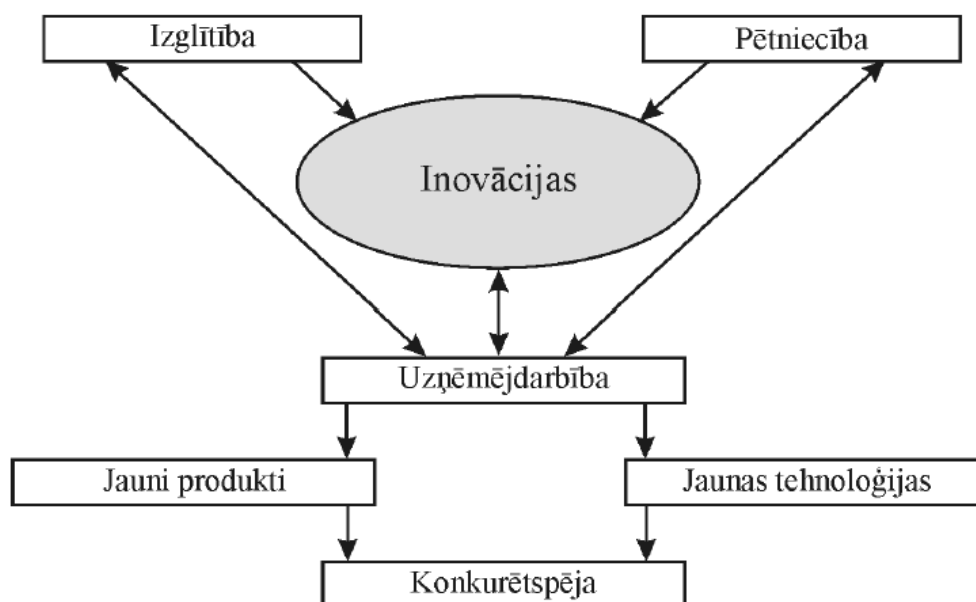 Izglītība
Pētniecība
Inovācijas
Uzņēmējdarbība
Jauni produkti
Jaunas tehnoloģijas
Konkurētspēja